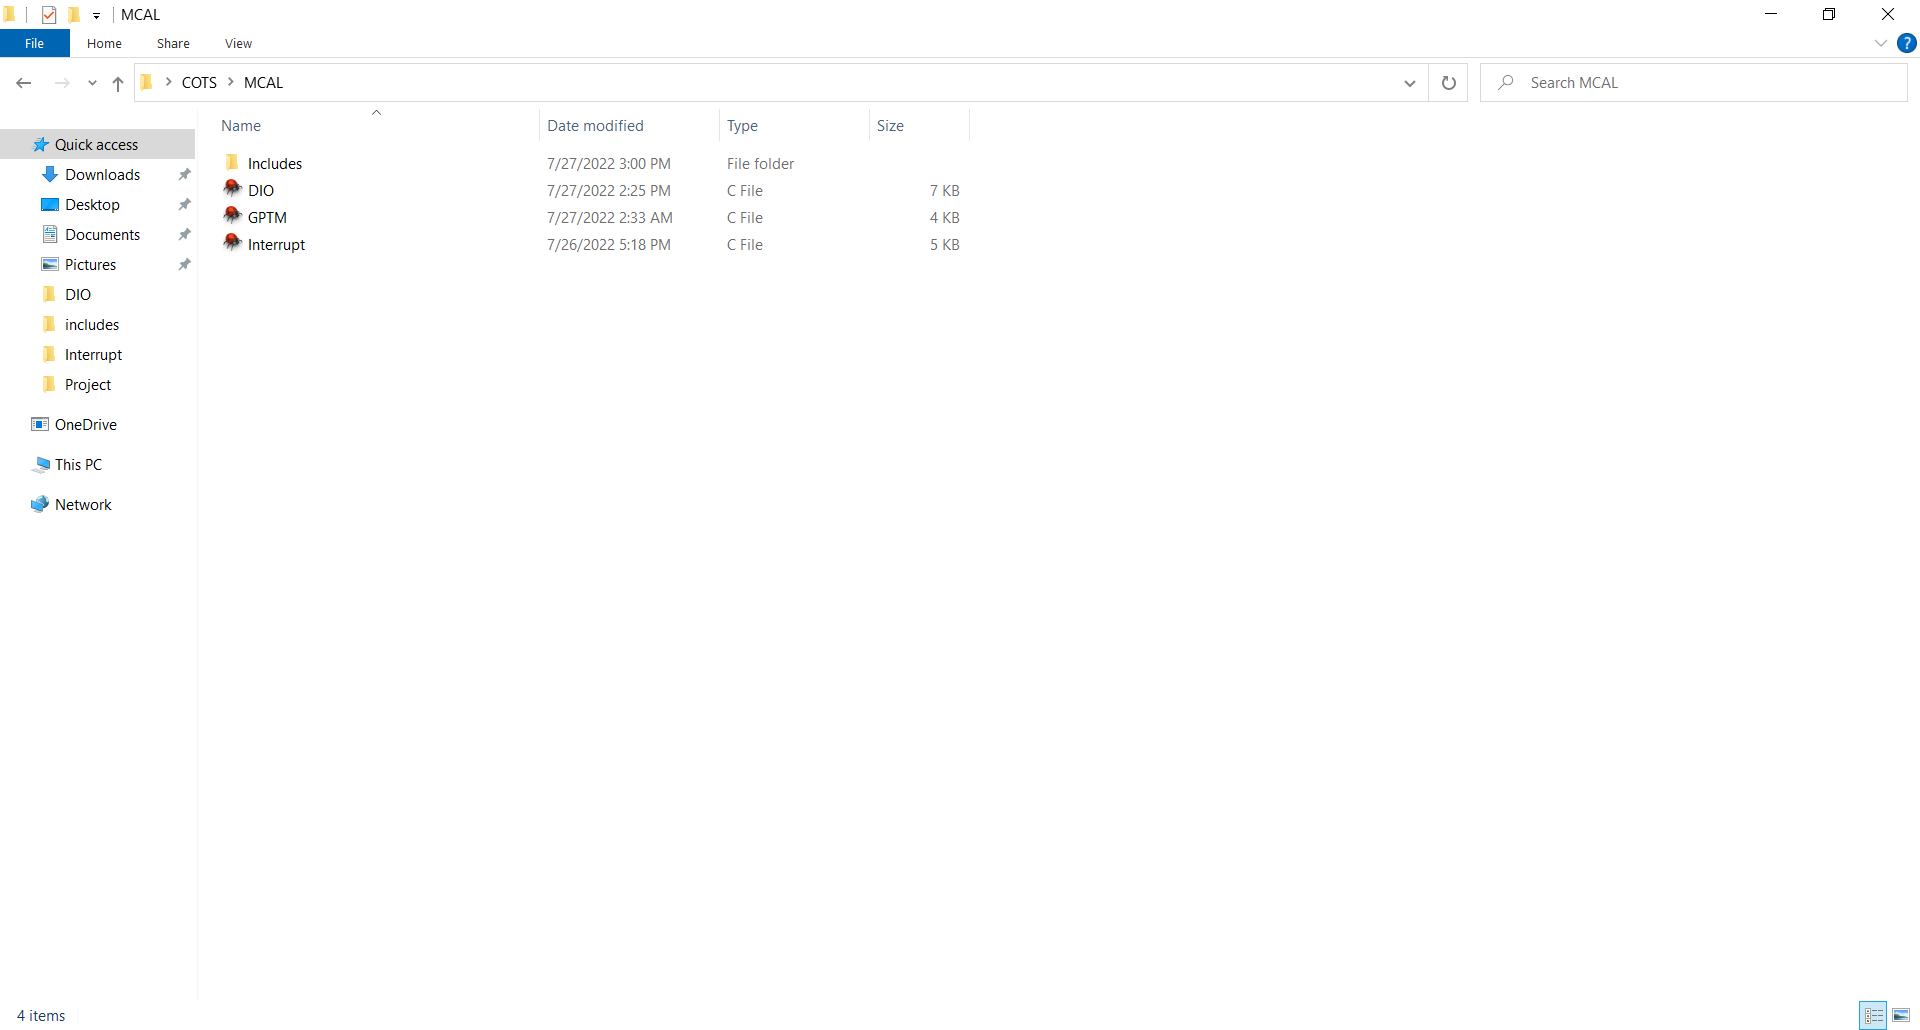 MCAL
File Home Share View
COTS MCAL Search MCAL
Name Date modified Type Size
Quick access
Downloads
Desktop
Documents
Pictures
DIO
includes
Interrupt
Project
OneDrive
This PC
Network
Includes 7/27/2022 3:00 PM File folder
DIO 7/27/2022 2:25 PM C File 7 KB
GPTM 7/27/2022 2:33 AM C File 4 KB
Interrupt 7/26/2022 5:18 PM C File 5 KB
4 items